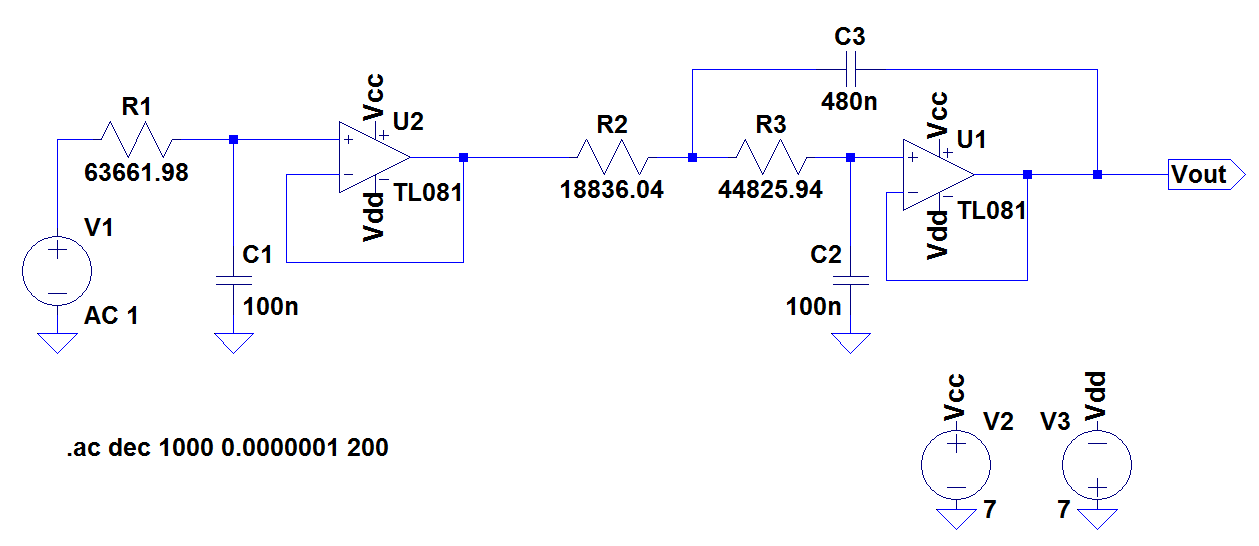 C3
480n
R1
63661.98
Vcc
U2
+
-
+
-
TL081
Vdd
R2
18836.04
R3
44825.94
Vcc
U1
+
-
+
-
TL081
Vdd
Vout
V1
+
-
AC 1
C1
100n
C2
100n
.ac dec 1000 0.0000001 200
Vcc
V2
+
-
7
Vdd
V3
-
+
7